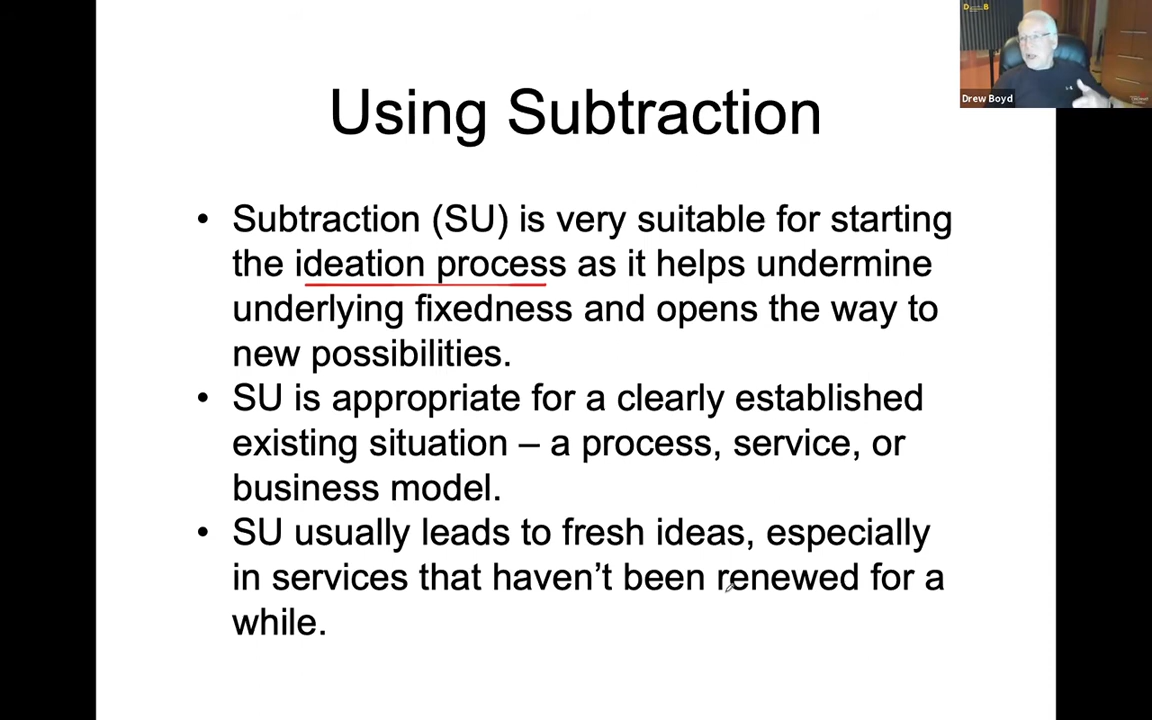 Using Subtraction
• Subtraction (SU) is very suitable for starting
the ideation process as it helps undermine
underlying fixedness and opens the way to
new possibilities.
• SU is appropriate for a clearly established
existing situation – a process, service, or
business model.
• SU usually leads to fresh ideas, especially
in services that haven’t been renewed for a
while.
Drew Boyd